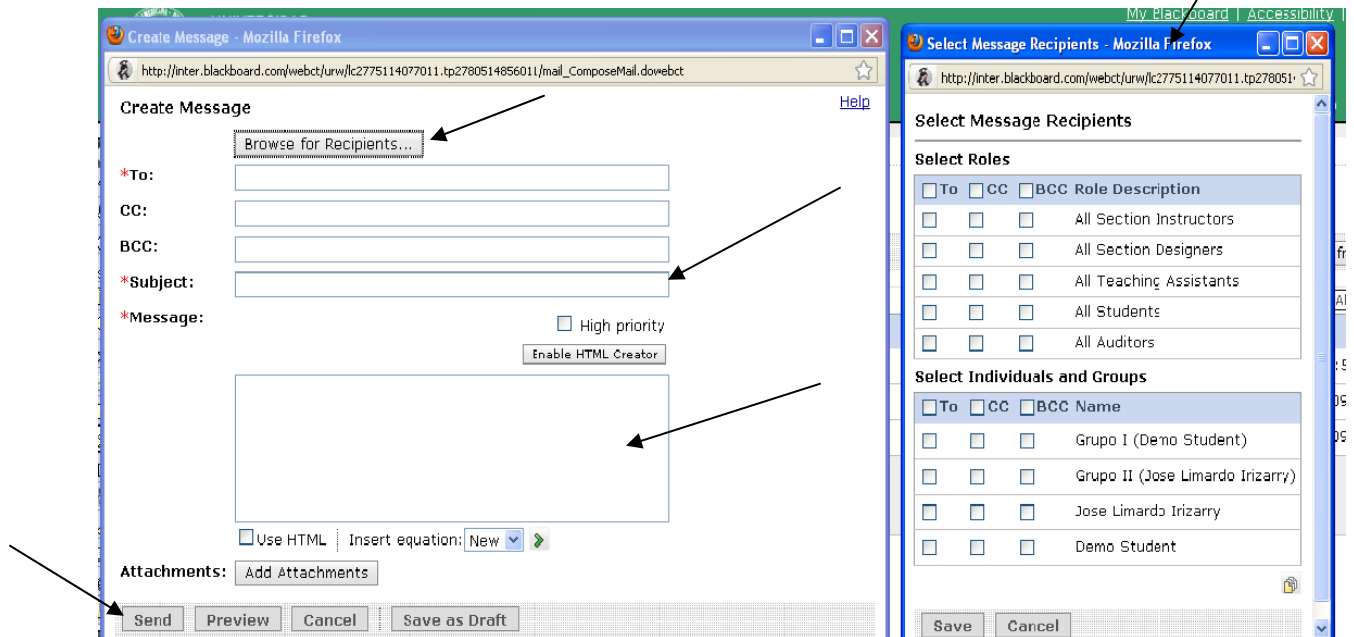 My Blackboard | Accessibility |
Create Message - Mozilla Firefox
http://inter.blackboard.com/webct/urw/lc2775114077011.tp2780514856011/mail_ComposeMail.dowebct
Create Message
Help
Browse for Recipients...
*To:
CC:
BCC:
*Subject:
*Message:
High priority
Enable HTML Creator
Use HTML
Insert equation: New
Attachments: Add Attachments
Send Preview Cancel Save as Draft
Select Message Recipients - Mozilla Firefox
http://inter.blackboard.com/webct/urw/lc2775114077011.tp278051
Select Message Recipients
Select Roles
To CC BCC Role Description
All Section Instructors
All Section Designers
All Teaching Assistants
All Students
All Auditors
Select Individuals and Groups
To CC BCC Name
Grupo I (Demo Student)
Grupo II (Jose Limardo Irizarry)
Jose Limardo Irizarry
Demo Student
Save Cancel